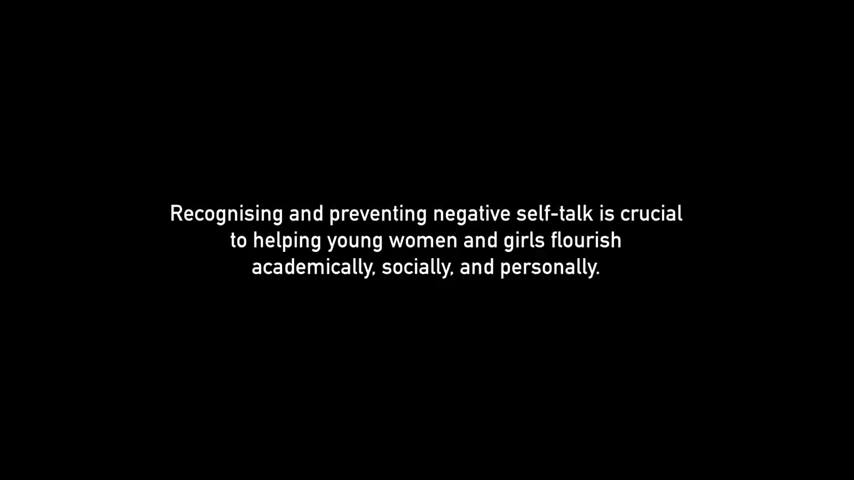 Recognising and preventing negative self-talk is crucial
to helping young women and girls flourish
academically, socially, and personally.